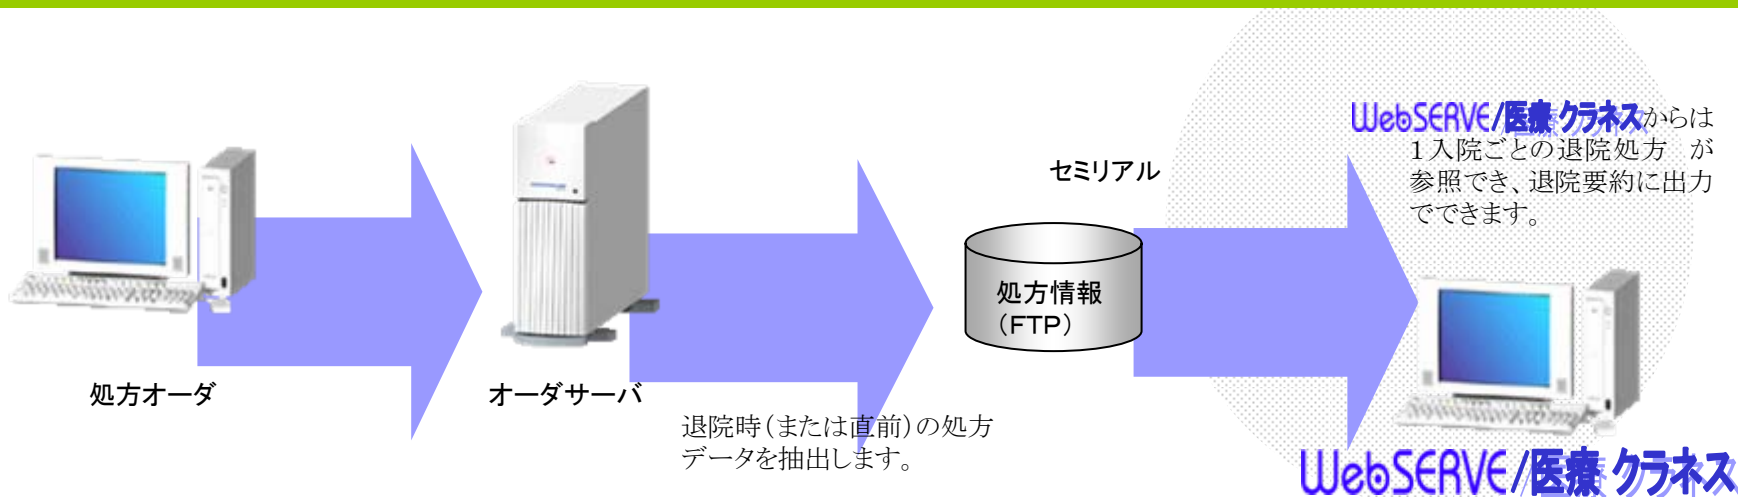 処方オーダ
オーダサーバ
退院時（または直前）の処方
データを抽出します。
セミリアル
処方情報
（ＦＴＰ）
WebSERVE/医療 クラネスからは
１入院ごとの退院処方　が
参照でき、退院要約に出力
でできます。
WebSERVE/医療 クラネス